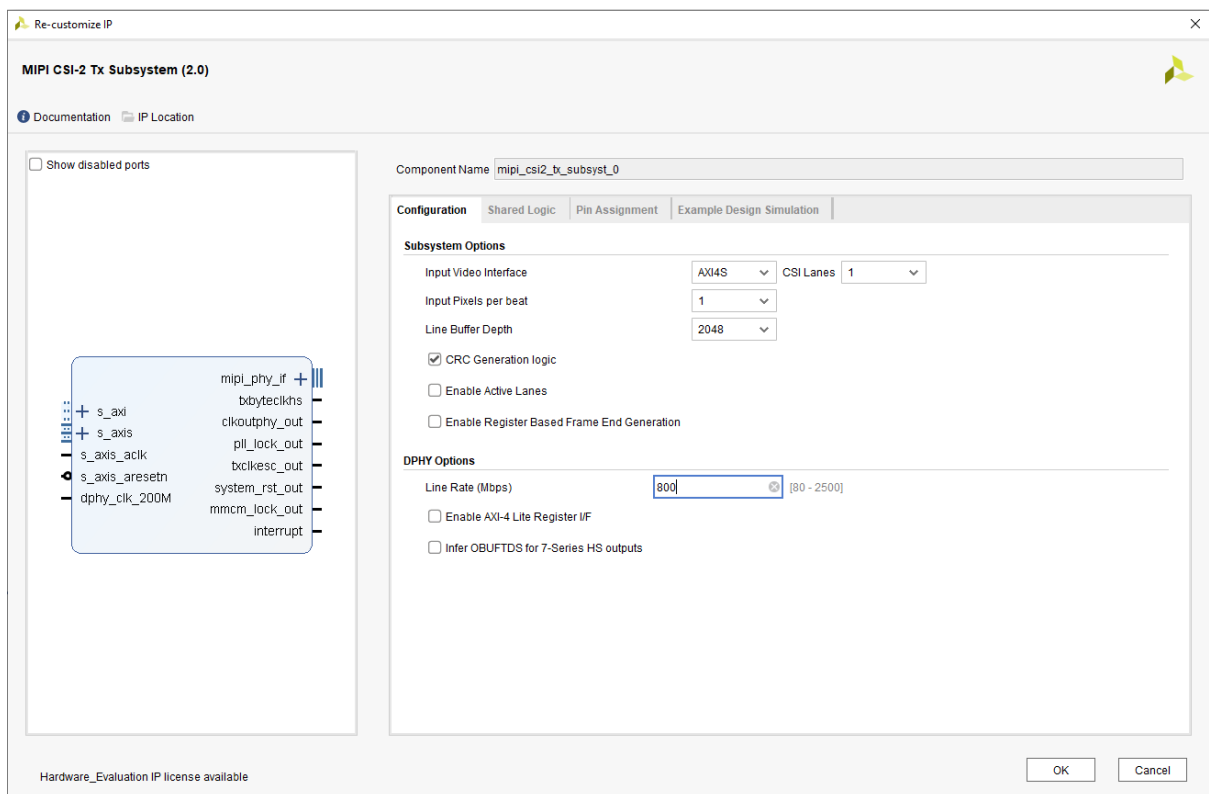 Re-customize IP
MIPI CSI-2 Tx Subsystem (2.0)
Documentation IP Location
Show disabled ports
s_axi
s_axis
s_axis_aclk
s_axis_aresetn
dphy_clk_200M
mipi_phy_if
txbyteclkhs
clkoutphy_out
pll_lock_out
txclkesc_out
system_rst_out
mmcm_lock_out
interrupt
Component Name mipi_csi2_tx_subsyst_0
Configuration Shared Logic Pin Assignment Example Design Simulation
Subsystem Options
Input Video Interface AXI4S CSI Lanes 1
Input Pixels per beat 1
Line Buffer Depth 2048
CRC Generation logic
Enable Active Lanes
Enable Register Based Frame End Generation
DPHY Options
Line Rate (Mbps) 800 [80 - 2500]
Enable AXI-4 Lite Register I/F
Infer OBUFTDS for 7-Series HS outputs
Hardware_Evaluation IP license available
OK Cancel